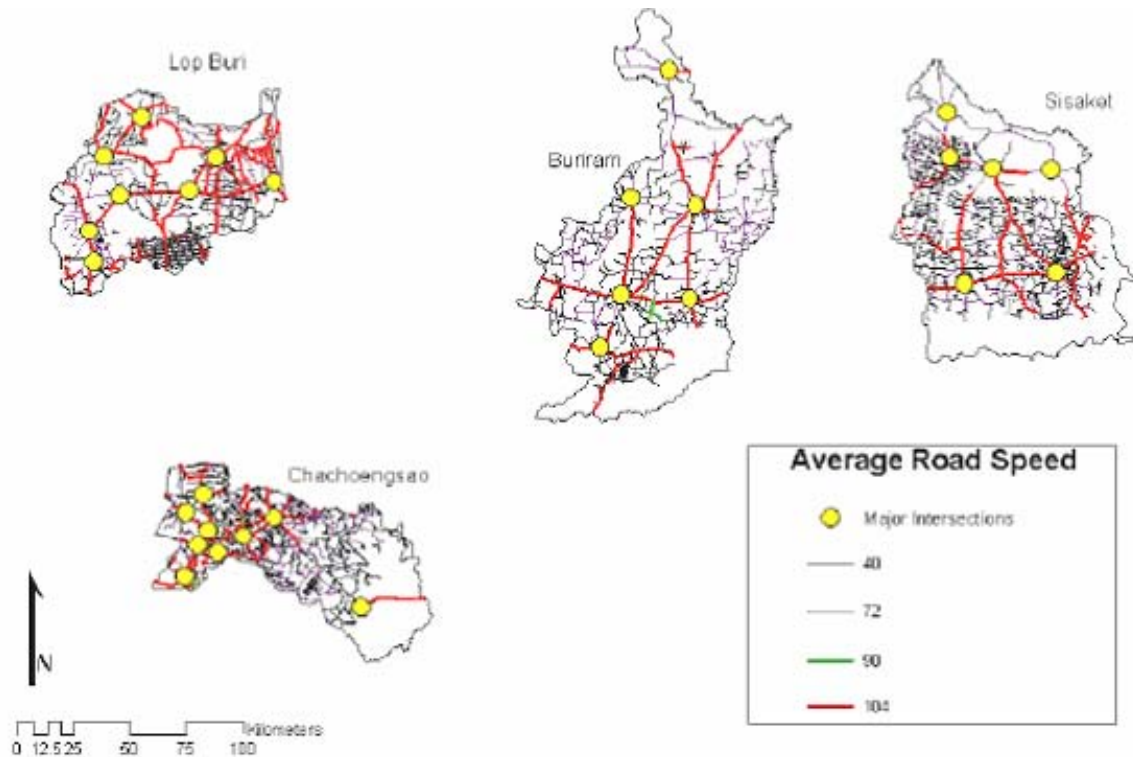 Lop Buri
Buriram
Sisaket
Chachoengsao
Average Road Speed
Major Intersections
40
72
90
104
N
Kilometers
0 12.5 25 50 75 100